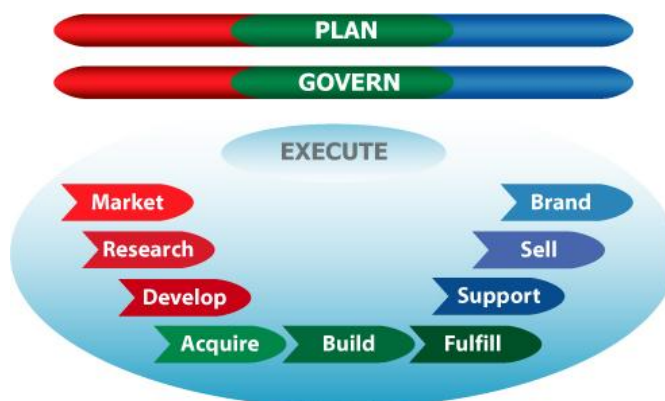 PLAN
GOVERN
EXECUTE
Market
Brand
Research
Sell
Develop
Support
Acquire
Build
Fulfill